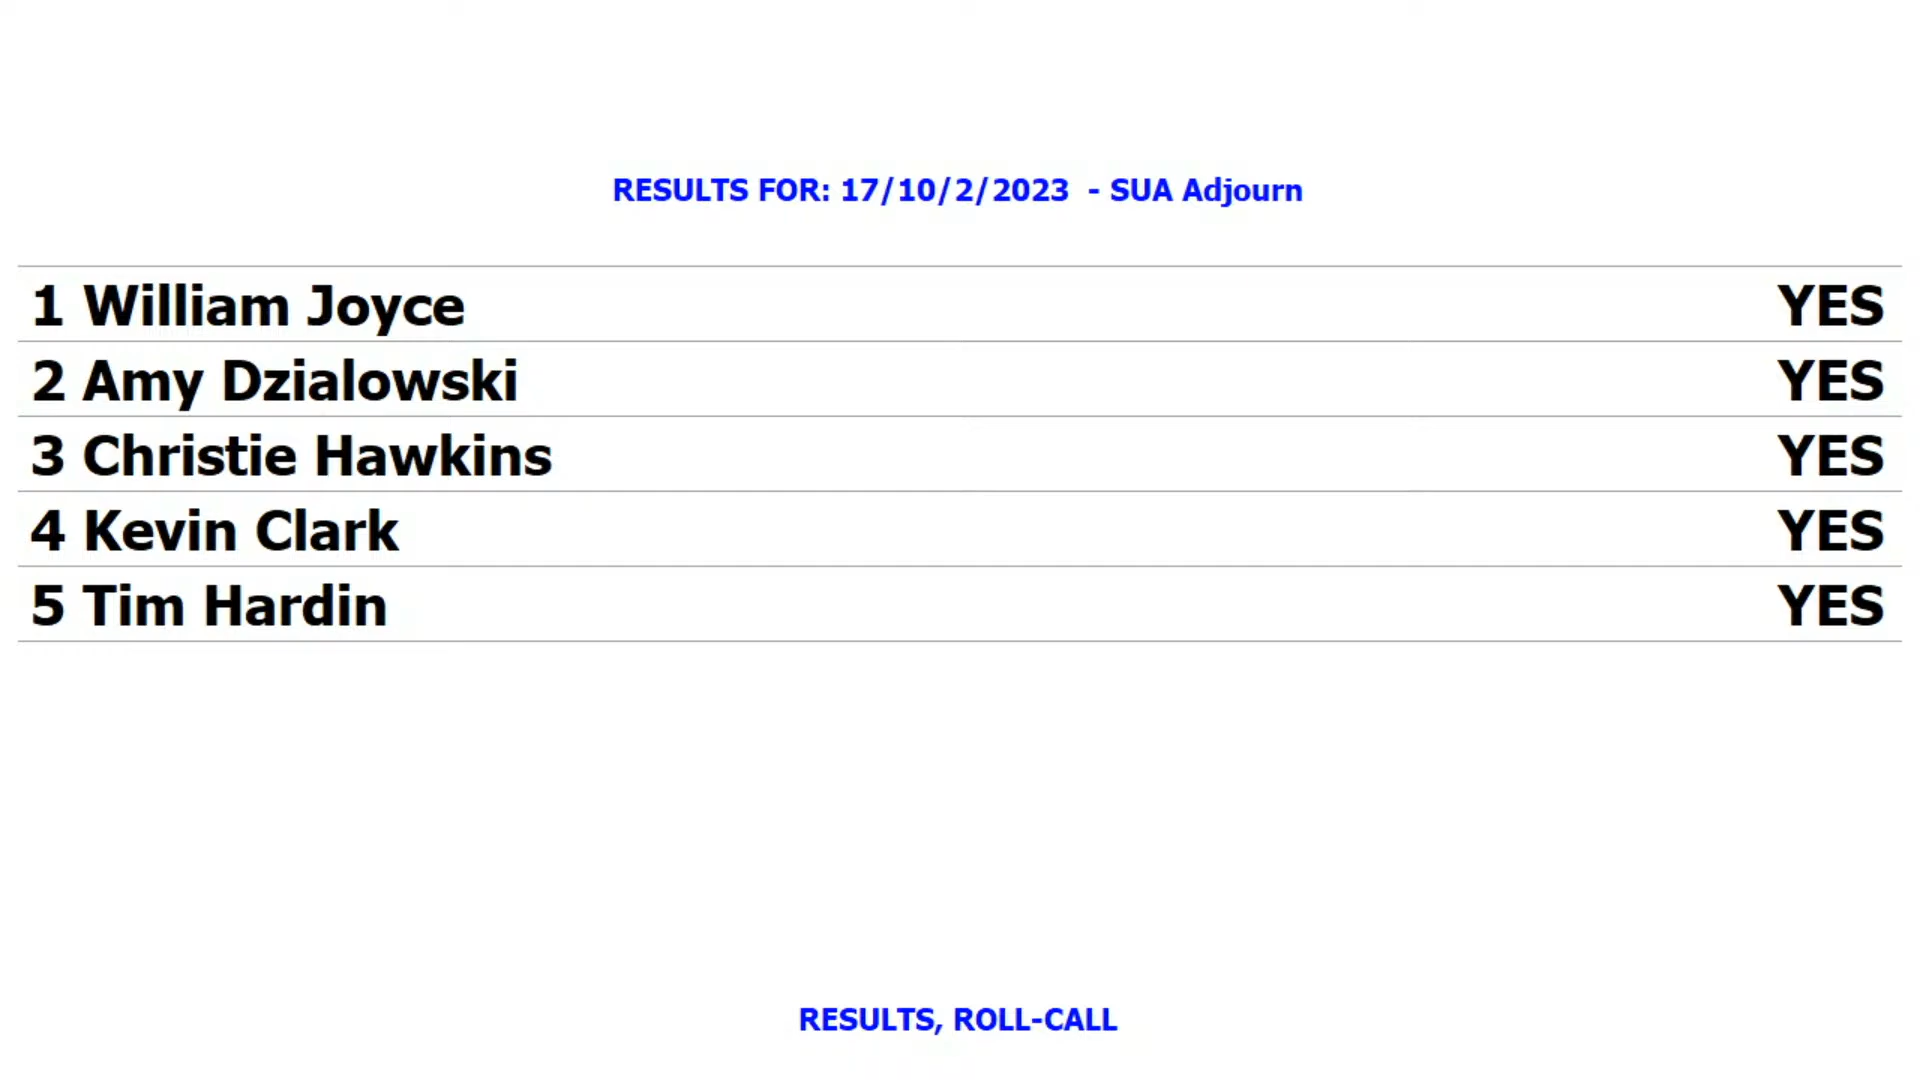 RESULTS FOR: 17/10/2/2023 - SUA Adjourn
1 William Joyce YES
2 Amy Dzialowski YES
3 Christie Hawkins YES
4 Kevin Clark YES
5 Tim Hardin YES
RESULTS, ROLL-CALL